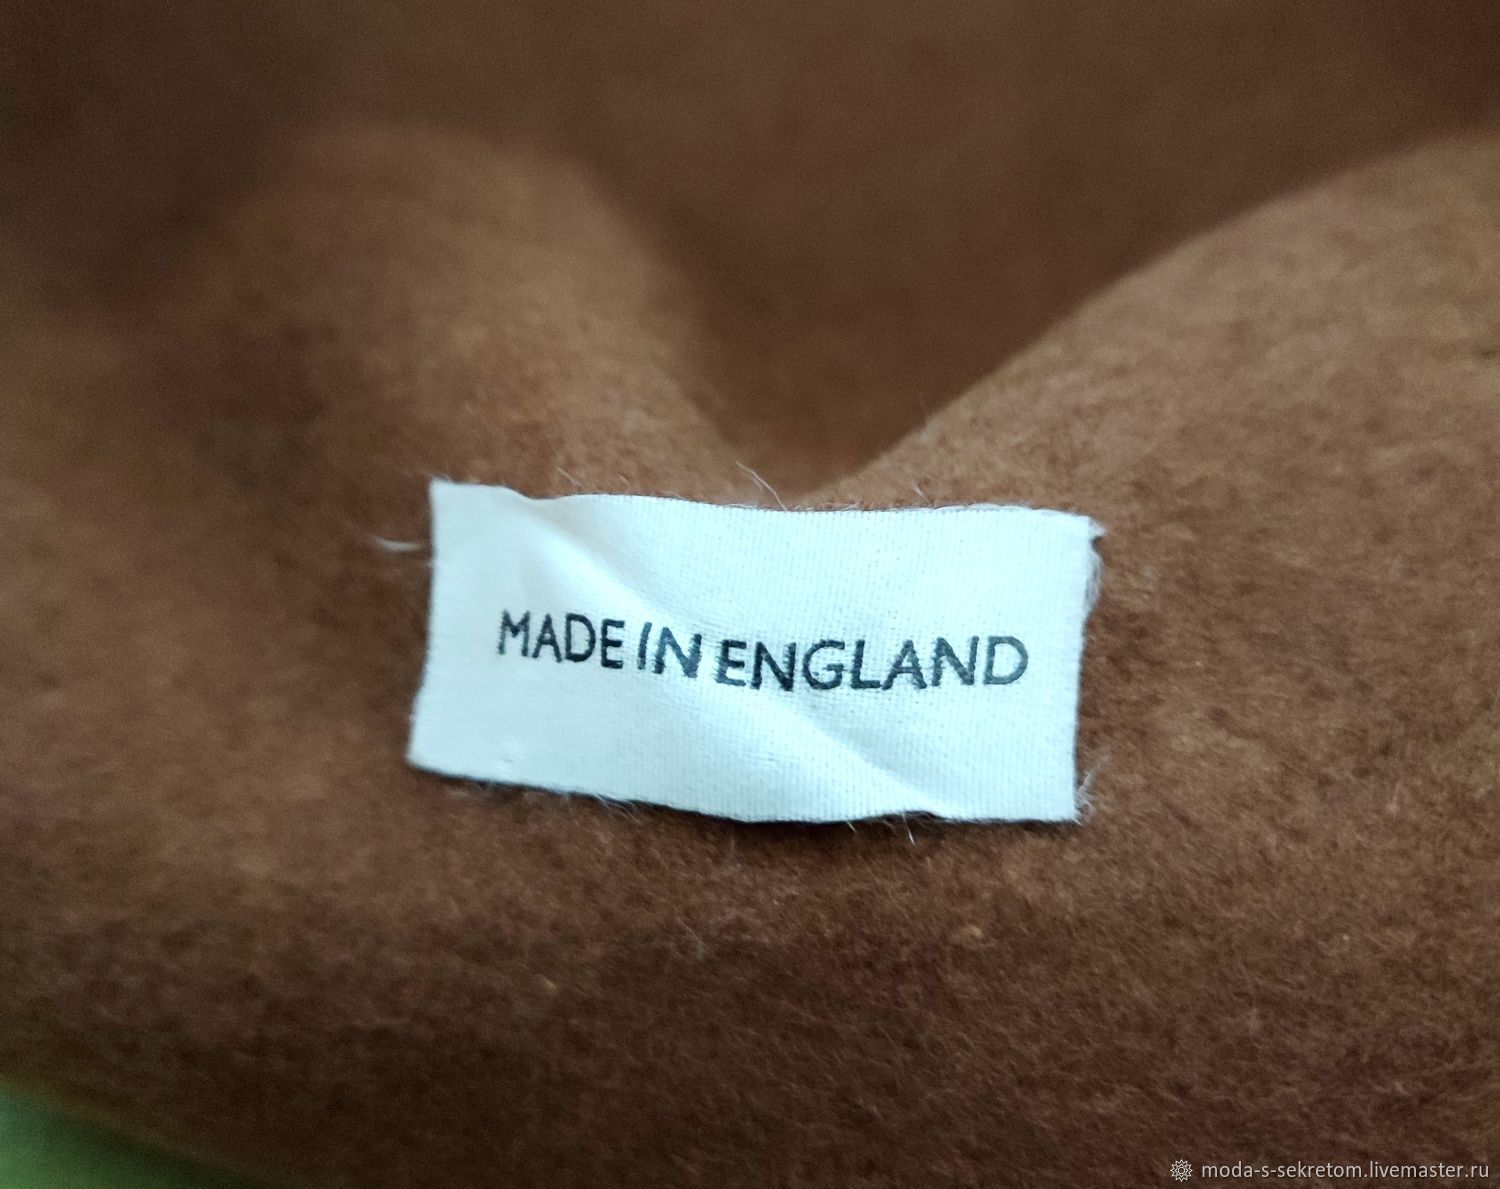 MADE IN ENGLAND
moda-s-sekretom.livemaster.ru